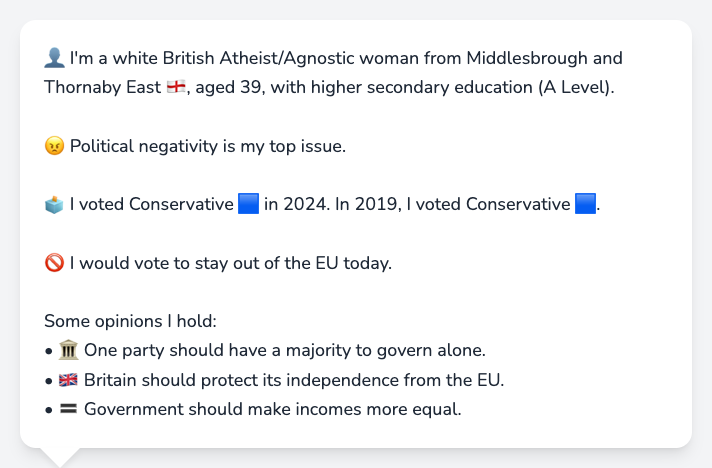 👤 I'm a white British Atheist/Agnostic woman from Middlesbrough and
Thornaby East 🏴󠁧󠁢󠁥󠁮󠁧󠁿, aged 39, with higher secondary education (A Level).
😠 Political negativity is my top issue.
🗳️ I voted Conservative 🟦 in 2024. In 2019, I voted Conservative 🟦.
🚫 I would vote to stay out of the EU today.
Some opinions I hold:
• 🏛️ One party should have a majority to govern alone.
• 🇬🇧 Britain should protect its independence from the EU.
• 🟰 Government should make incomes more equal.